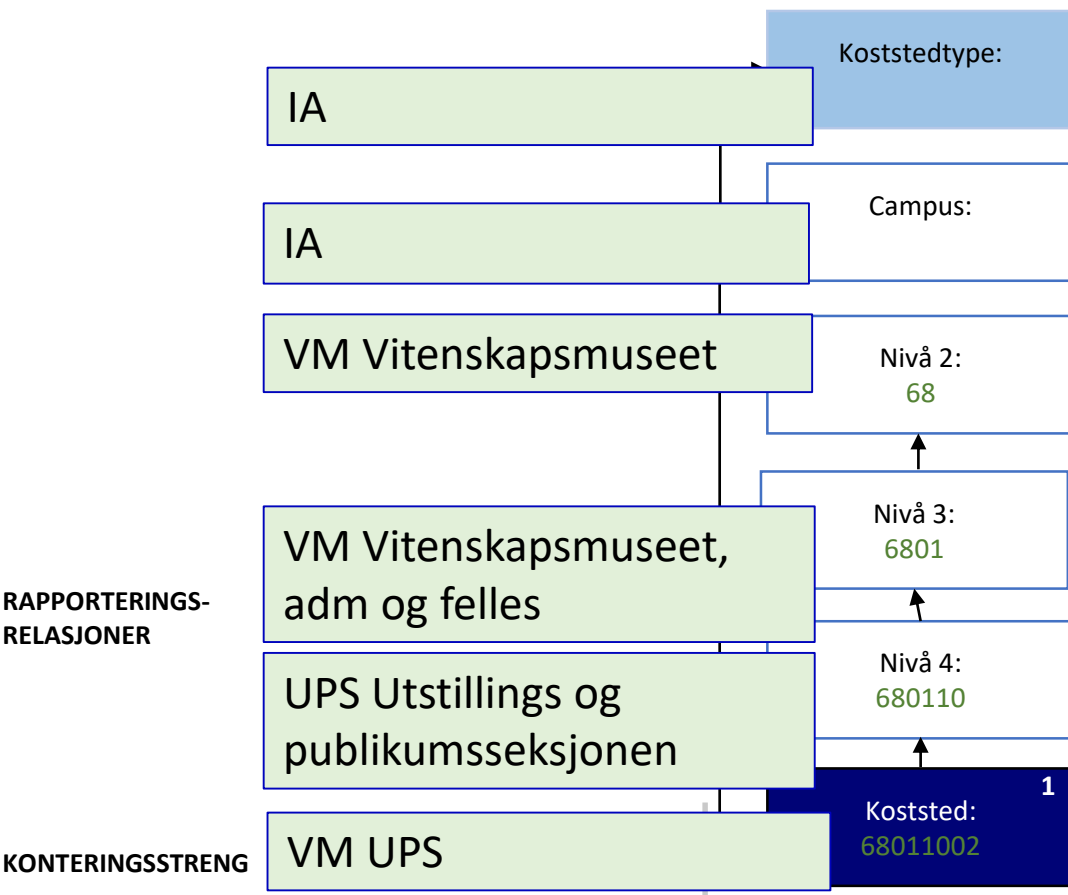 Koststedtype:
IA
Campus:
IA
VM Vitenskapsmuseet
Nivå 2:
68
Nivå 3:
6801
VM Vitenskapsmuseet,
adm og felles
RAPPORTERINGS-
RELASJONER
Nivå 4:
680110
UPS Utstillings og
publikumsseksjonen
1
Koststed:
68011002
VM UPS
KONTERINGSSTRENG